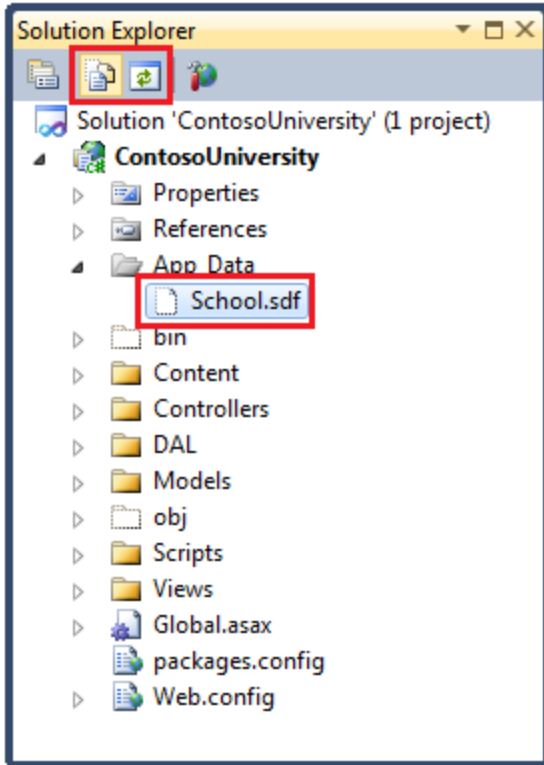 Solution Explorer
Solution 'ContosoUniversity' (1 project)
ContosoUniversity
Properties
References
App_Data
School.sdf
bin
Content
Controllers
DAL
Models
obj
Scripts
Views
Global.asax
packages.config
Web.config